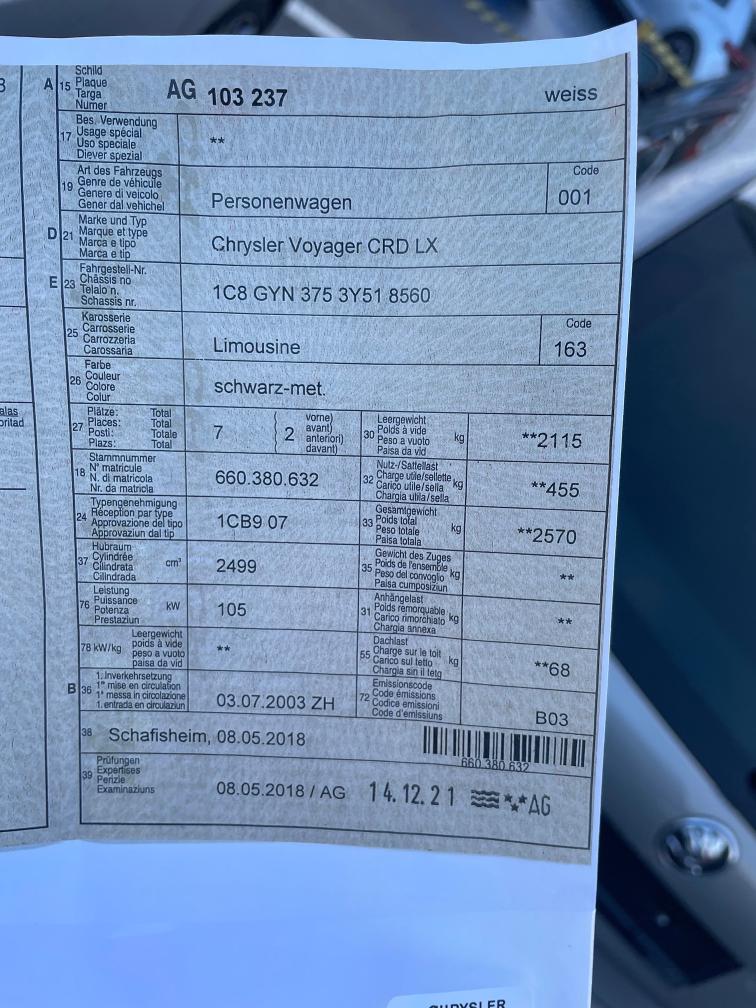 A 15 Schild
Plaque
Targa
Numer
AG 103 237 weiss
17 Bes. Verwendung
Usage spécial
Uso speciale
Diever spezial
**
19 Art des Fahrzeugs
Genre de véhicule
Genere di veicolo
Gener dal vehichel
Personenwagen
Code
001
D 21 Marke und Typ
Marque et type
Marca e tipo
Marca e tip
Chrysler Voyager CRD LX
E 23 Fahrgestell-Nr.
Châssis no
Telaio n.
Schassis nr.
1C8 GYN 375 3Y51 8560
25 Karosserie
Carrosserie
Carrozzeria
Carossaria
Limousine
Code
163
26 Farbe
Couleur
Colore
Colur
schwarz-met.
27 Plätze: Total
Places: Total
Posti: Totale
Plazs: Total
7
2 vorne)
avant)
anteriori)
davant)
30 Leergewicht
Poids à vide
Peso a vuoto kg
Paisa da vid
**2115
18 Stammnummer
N° matricule
N. di matricola
Nr. da matricla
660.380.632
32 Nutz-/Sattellast
Charge utile/sellette kg
Carico utile/sella
Chargia utila/sella
**455
24 Typengenehmigung
Réception par type
Approvazione del tipo
Approvaziun dal tip
1CB9 07
33 Gesamtgewicht
Poids total kg
Peso totale
Paisa totala
**2570
37 Hubraum
Cylindrée cm³
Cilindrata
Cilindrada
2499
35 Gewicht des Zuges
Poids de l'ensemble kg
Peso del convoglio
Paisa cumposiziun
**
76 Leistung
Puissance kW
Potenza
Prestaziun
105
31 Anhängelast
Poids remorquable kg
Carico rimorchiato
Chargia annexa
**
78 kW/kg Leergewicht
poids à vide
peso a vuoto
paisa da vid
**
55 Dachlast
Charge sur le toit kg
Carico sul tetto
Chargia sin il tetg
**68
B 36 1. Inverkehrsetzung
1re mise en circulation
1a messa in circolazione
1. entrada en circulaziun
03.07.2003 ZH
72 Emissionscode
Code émissions
Codice emissioni
Code d'emissiuns
B03
38 Schafisheim, 08.05.2018
660.380.632
39 Prüfungen
Expertises
Perizie
Examinaziuns
08.05.2018 / AG 14.12.21 AG
alas
oritad
CHRYSLER